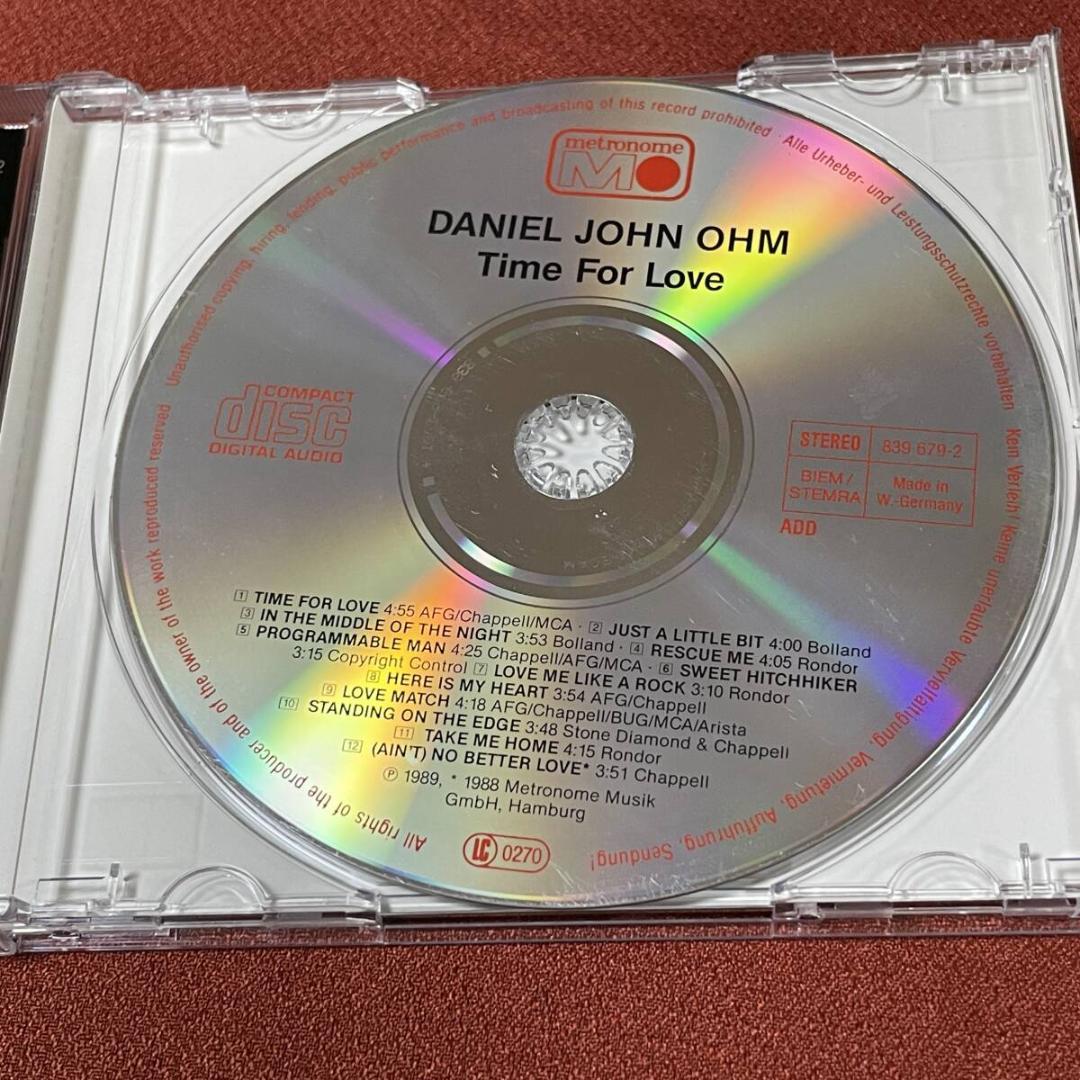 metronome
DANIEL JOHN OHM
Time For Love
COMPACT
disc
DIGITAL AUDIO
STEREO 839 679-2
BIEM/ Made in
STEMRA W.-Germany
ADD
1 TIME FOR LOVE 4:55 AFG/Chappell/MCA · 2 JUST A LITTLE BIT 4:00 Bolland
3 IN THE MIDDLE OF THE NIGHT 3:53 Bolland · 4 RESCUE ME 4:05 Rondor
5 PROGRAMMABLE MAN 4:25 Chappell/AFG/MCA · 6 SWEET HITCHHIKER
3:15 Copyright Control 7 LOVE ME LIKE A ROCK 3:10 Rondor
8 HERE IS MY HEART 3:54 AFG/Chappell
9 LOVE MATCH 4:18 AFG/Chappell/BUG/MCA/Arista
10 STANDING ON THE EDGE 3:48 Stone Diamond & Chappell
11 TAKE ME HOME 4:15 Rondor
12 (AIN'T) NO BETTER LOVE* 3:51 Chappell
Ⓟ 1989, * 1988 Metronome Musik
GmbH, Hamburg
LC 0270
All rights of the producer and of the owner of the work reproduced reserved Unauthorised copying, hiring, lending, public performance and broadcasting of this record prohibited · Alle Urheber- und Leistungsschutzrechte vorbehalten Kein Verleih! Keine unerlaubte Vervielfältigung, Vermietung, Aufführung, Sendung!